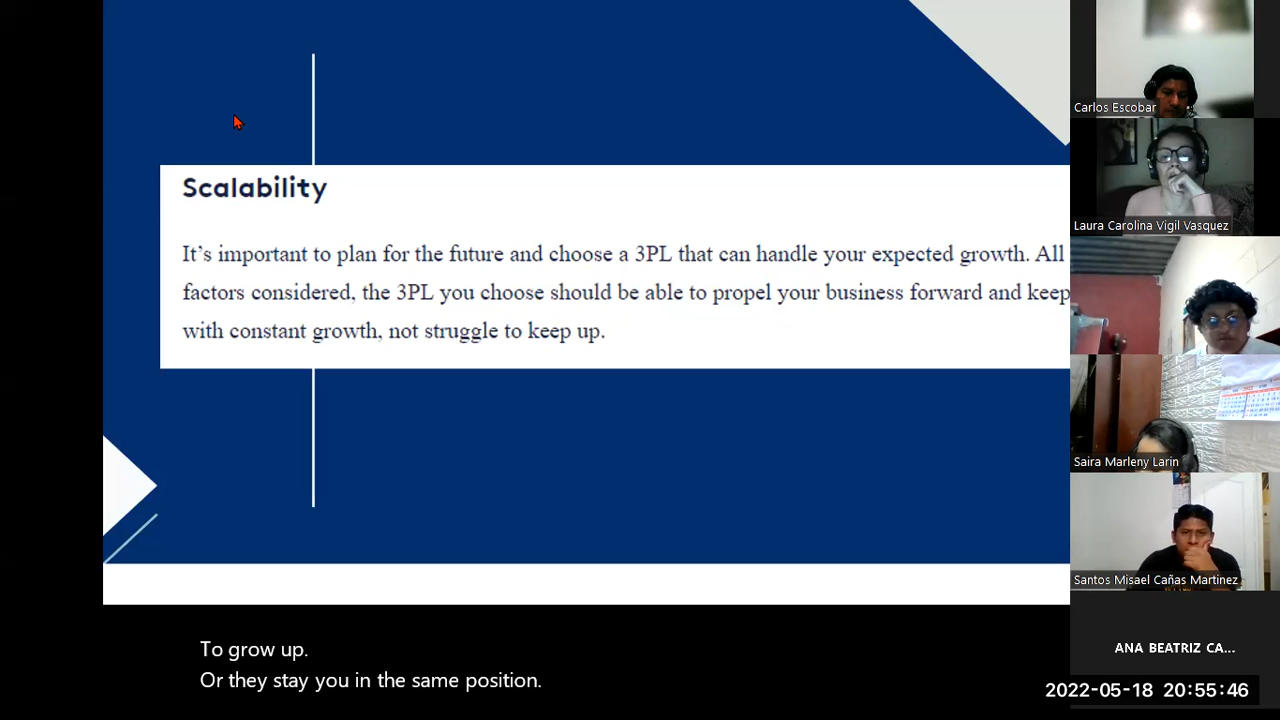 Scalability
It’s important to plan for the future and choose a 3PL that can handle your expected growth. All
factors considered, the 3PL you choose should be able to propel your business forward and keep
with constant growth, not struggle to keep up.
To grow up.
Or they stay you in the same position.
Carlos Escobar
Laura Carolina Vigil Vasquez
Saira Marleny Larin
Santos Misael Cañas Martinez
ANA BEATRIZ CA...
2022-05-18 20:55:46